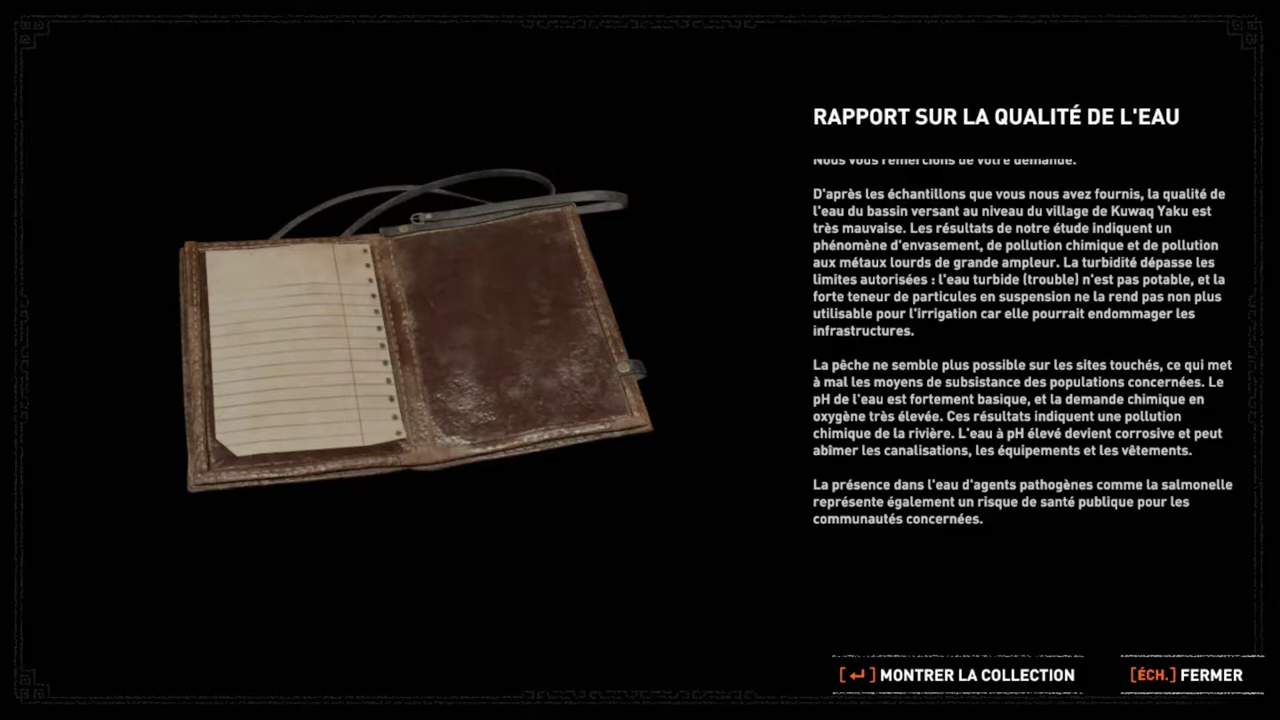 RAPPORT SUR LA QUALITÉ DE L'EAU
Nous vous remercions de votre demande.
D'après les échantillons que vous nous avez fournis, la qualité de
l'eau du bassin versant au niveau du village de Kuwaq Yaku est
très mauvaise. Les résultats de notre étude indiquent un
phénomène d'envasement, de pollution chimique et de pollution
aux métaux lourds de grande ampleur. La turbidité dépasse les
limites autorisées : l'eau turbide (trouble) n'est pas potable, et la
forte teneur de particules en suspension ne la rend pas non plus
utilisable pour l'irrigation car elle pourrait endommager les
infrastructures.
La pêche ne semble plus possible sur les sites touchés, ce qui met
à mal les moyens de subsistance des populations concernées. Le
pH de l'eau est fortement basique, et la demande chimique en
oxygène très élevée. Ces résultats indiquent une pollution
chimique de la rivière. L'eau à pH élevé devient corrosive et peut
abîmer les canalisations, les équipements et les vêtements.
La présence dans l'eau d'agents pathogènes comme la salmonelle
représente également un risque de santé publique pour les
communautés concernées.
[↵] MONTRER LA COLLECTION [ÉCH.] FERMER